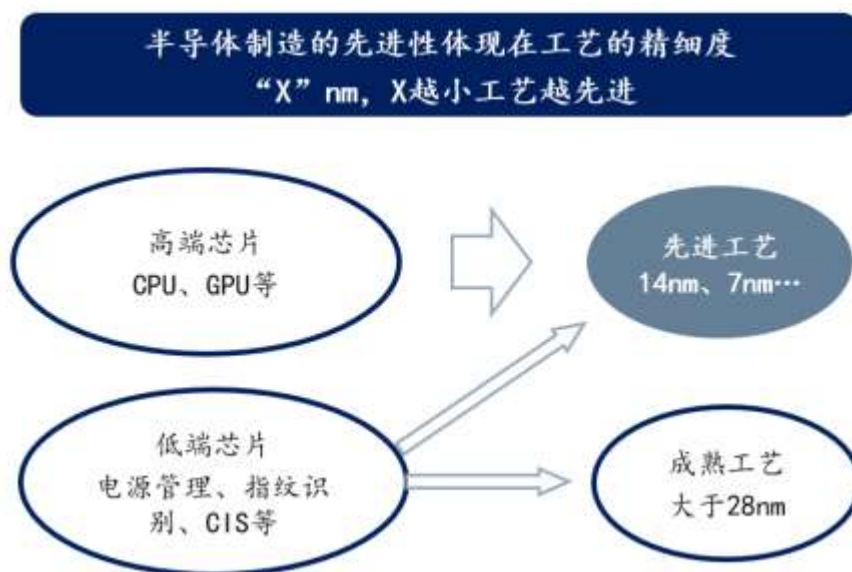 半导体制造的先进性体现在工艺的精细度
“X”nm，X越小工艺越先进
高端芯片
CPU、GPU等
先进工艺
14nm、7nm…
低端芯片
电源管理、指纹识
别、CIS等
成熟工艺
大于28nm